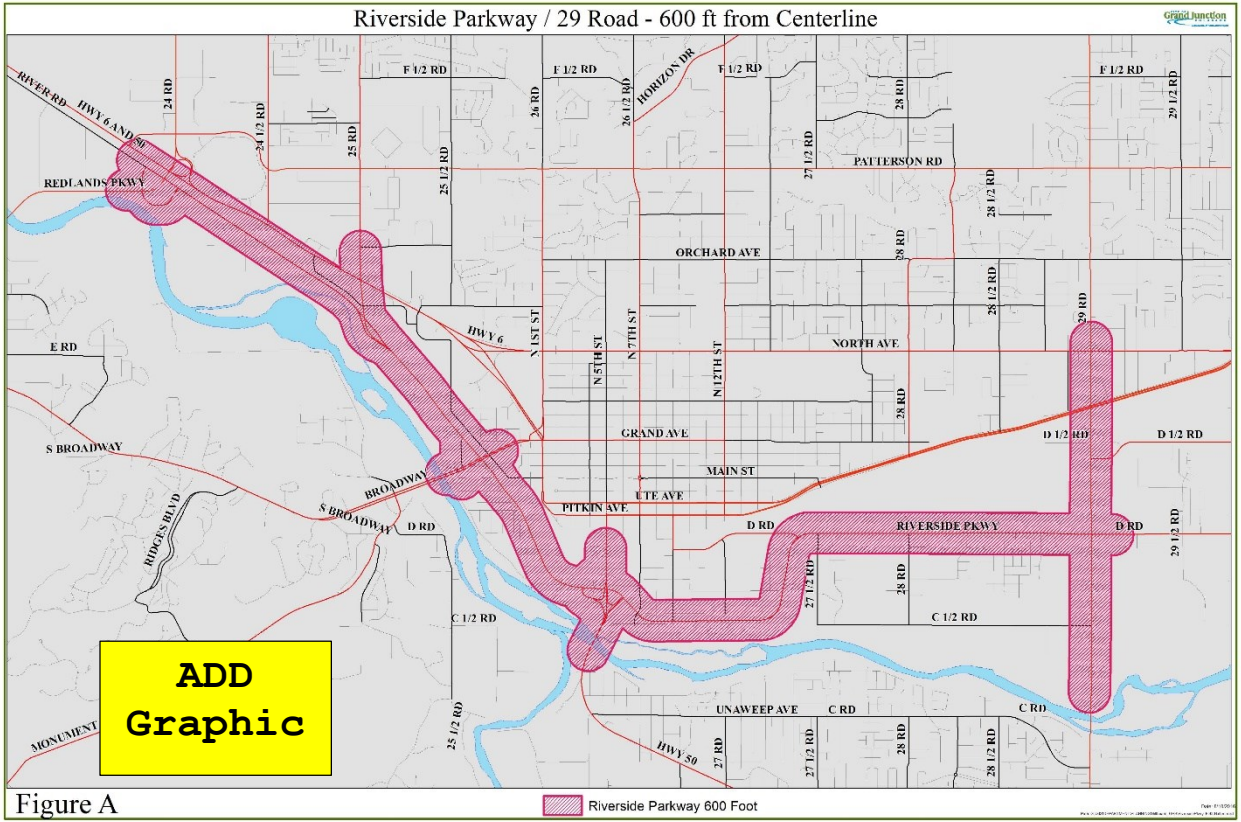 Riverside Parkway / 29 Road - 600 ft from Centerline
Grand Junction
RIVER RD
HWY 6 AND 50
24 RD
24 1/2 RD
25 RD
F 1/2 RD
25 1/2 RD
26 RD
F 1/2 RD
26 1/2 RD
HORIZON DR
F 1/2 RD
27 1/2 RD
28 RD
F 1/2 RD
29 1/2 RD
PATTERSON RD
REDLANDS PKWY
28 1/2 RD
ORCHARD AVE
28 RD
28 1/2 RD
29 RD
HWY 6
N 1ST ST
N 5TH ST
N 7TH ST
N 12TH ST
NORTH AVE
E RD
28 RD
S BROADWAY
GRAND AVE
D 1/2 RD
D 1/2 RD
BROADWAY
MAIN ST
UTE AVE
PITKIN AVE
S BROADWAY
D RD
D RD
RIVERSIDE PKWY
D RD
29 1/2 RD
RIDGES BLVD
27 1/2 RD
28 RD
C 1/2 RD
C 1/2 RD
ADD
Graphic
MONUMENT
25 1/2 RD
UNAWEEP AVE
C RD
C RD
HWY 50
27 RD
27 1/2 RD
28 RD
28 1/2 RD
Figure A
Riverside Parkway 600 Foot